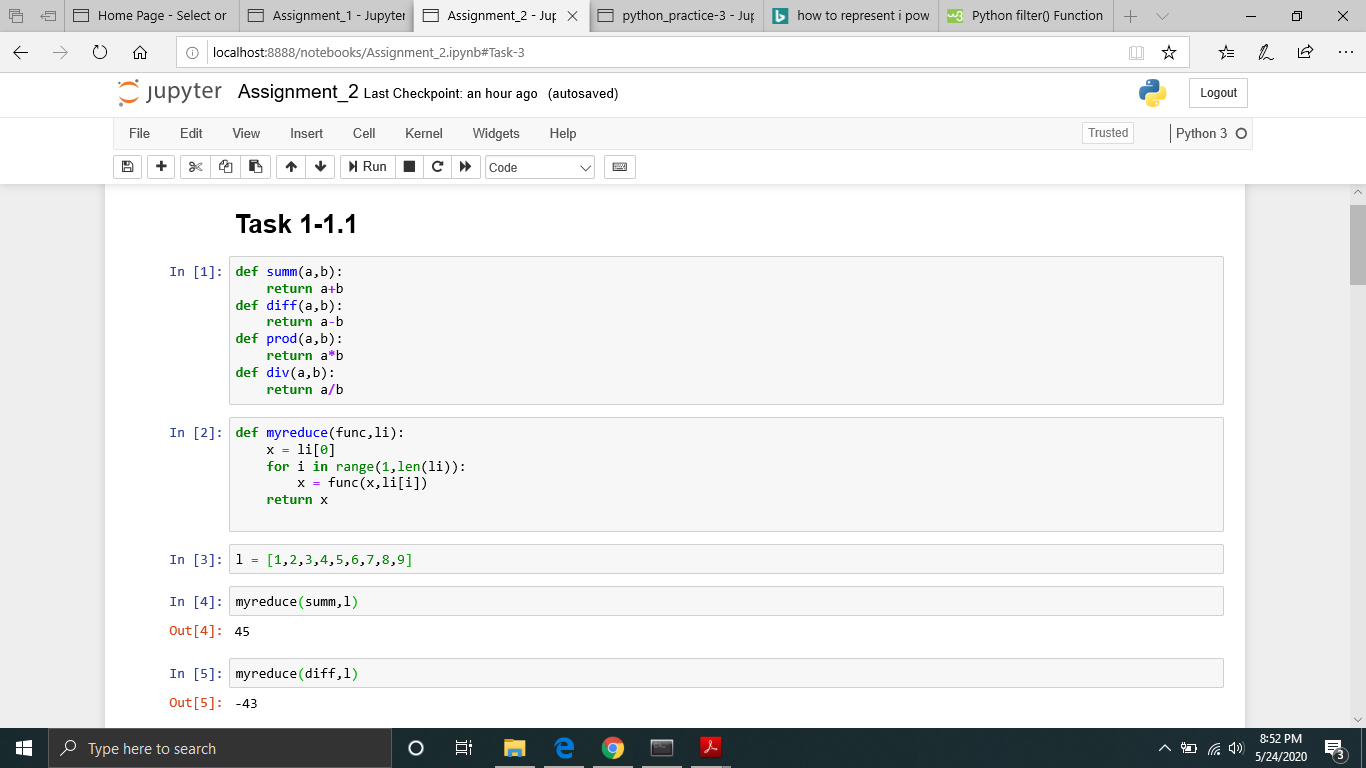 Home Page - Select or
Assignment_1 - Jupyter
Assignment_2 - Jup
python_practice-3 - Jup
how to represent i pow
Python filter() Function
localhost:8888/notebooks/Assignment_2.ipynb#Task-3
jupyter Assignment_2 Last Checkpoint: an hour ago (autosaved)
Logout
File Edit View Insert Cell Kernel Widgets Help
Trusted
Python 3
Run
Code
Task 1-1.1
In [1]: def summ(a,b):
    return a+b
def diff(a,b):
    return a-b
def prod(a,b):
    return a*b
def div(a,b):
    return a/b
In [2]: def myreduce(func,li):
    x = li[0]
    for i in range(1,len(li)):
        x = func(x,li[i])
    return x
In [3]: l = [1,2,3,4,5,6,7,8,9]
In [4]: myreduce(summ,l)
Out[4]: 45
In [5]: myreduce(diff,l)
Out[5]: -43
Type here to search
8:52 PM
5/24/2020
3